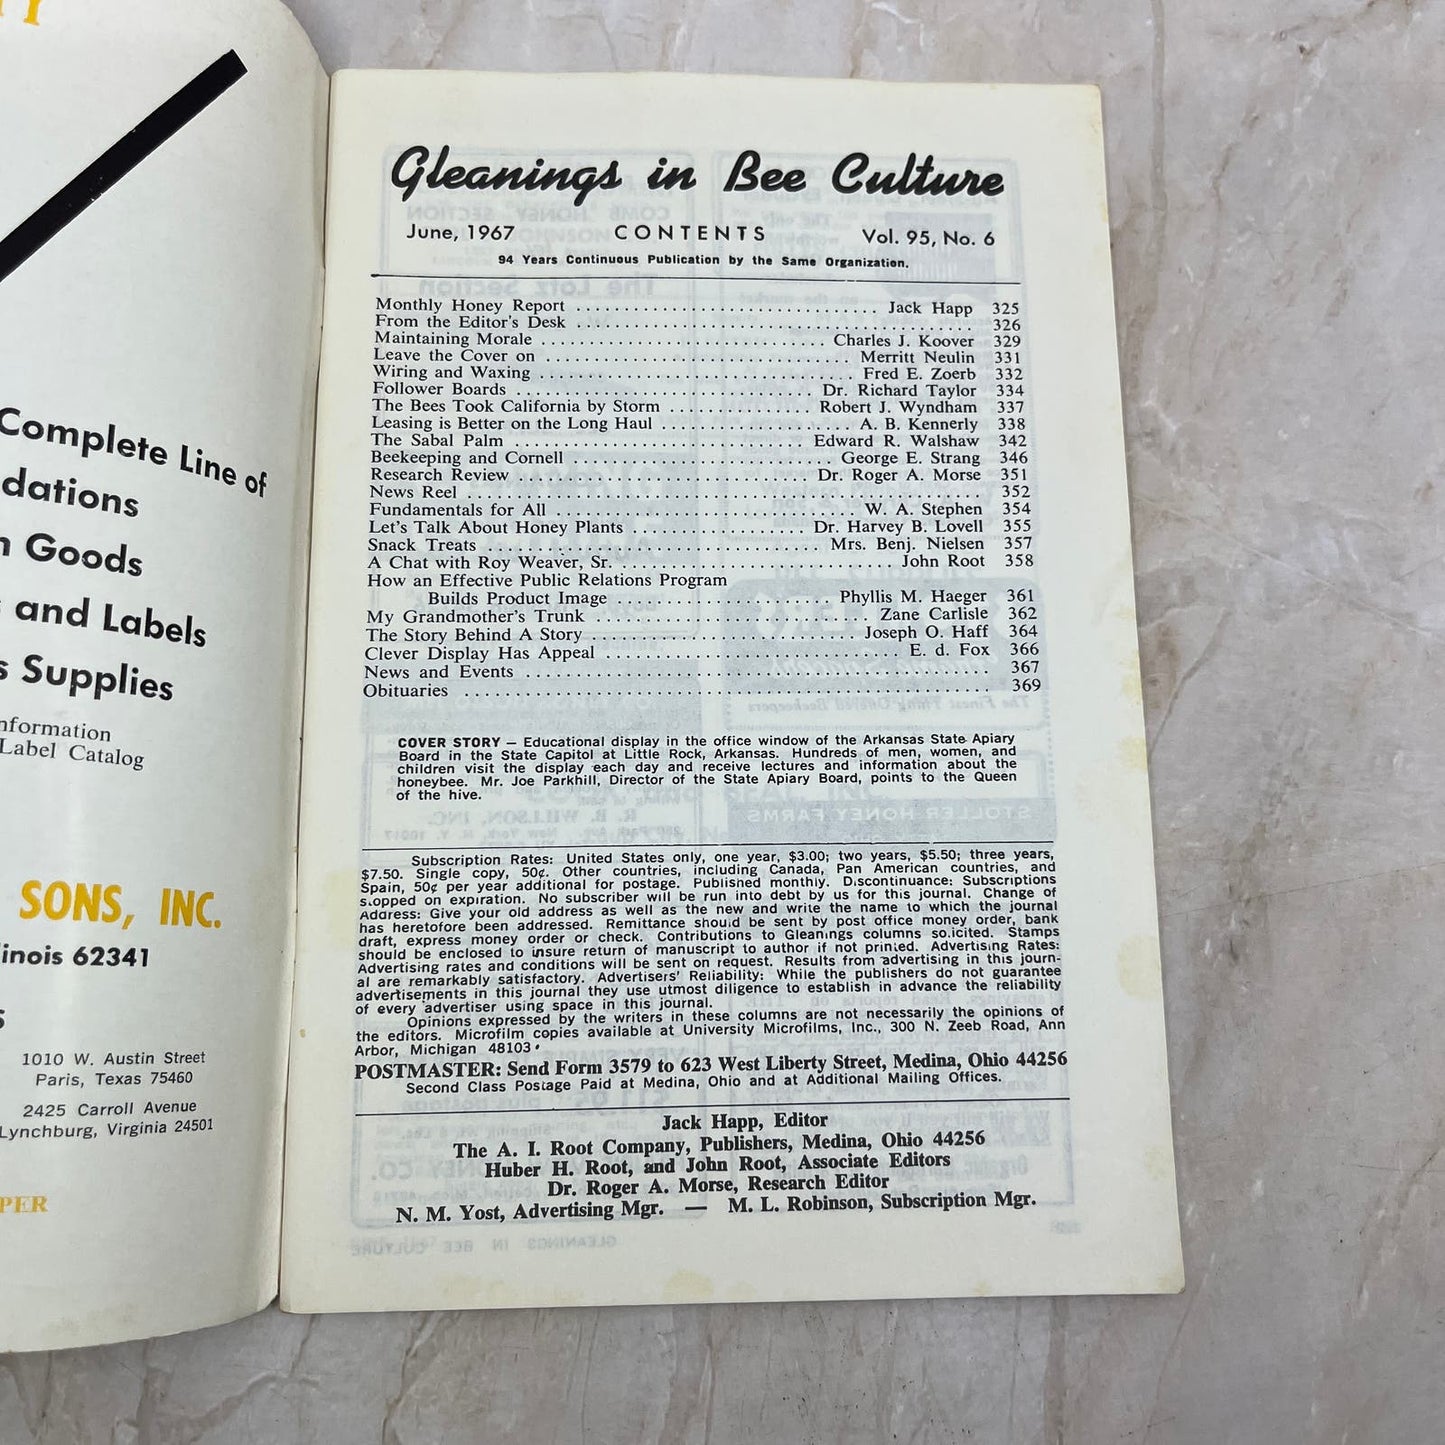 TY
Complete Line of
dations
Goods
and Labels
Supplies
nformation
Label Catalog
SONS, INC.
linois 62341
1010 W. Austin Street
Paris, Texas 75460
2425 Carroll Avenue
Lynchburg, Virginia 24501
PER
Gleanings in Bee Culture
June, 1967 CONTENTS Vol. 95, No. 6
94 Years Continuous Publication by the Same Organization.
Monthly Honey Report ................................ Jack Happ 325
From the Editor's Desk ................................ 326
Maintaining Morale ................................ Charles J. Koover 329
Leave the Cover on ................................ Merritt Neulin 331
Wiring and Waxing ................................ Fred E. Zoerb 332
Follower Boards ................................ Dr. Richard Taylor 334
The Bees Took California by Storm ............... Robert J. Wyndham 337
Leasing is Better on the Long Haul .................... A. B. Kennerly 338
The Sabal Palm ................................ Edward R. Walshaw 342
Beekeeping and Cornell ................................ George E. Strang 346
Research Review ................................ Dr. Roger A. Morse 351
News Reel ................................ 352
Fundamentals for All ................................ W. A. Stephen 354
Let's Talk About Honey Plants .................... Dr. Harvey B. Lovell 355
Snack Treats ................................ Mrs. Benj. Nielsen 357
A Chat with Roy Weaver, Sr. ................................ John Root 358
How an Effective Public Relations Program
Builds Product Image ........................ Phyllis M. Haeger 361
My Grandmother's Trunk ................................ Zane Carlisle 362
The Story Behind A Story ............................ Joseph O. Haff 364
Clever Display Has Appeal ................................ E. d. Fox 366
News and Events ................................ 367
Obituaries ................................ 369
COVER STORY — Educational display in the office window of the Arkansas State Apiary
Board in the State Capitol at Little Rock, Arkansas. Hundreds of men, women, and
children visit the display each day and receive lectures and information about the
honeybee. Mr. Joe Parkhill, Director of the State Apiary Board, points to the Queen
of the hive.
Subscription Rates: United States only, one year, $3.00; two years, $5.50; three years,
$7.50. Single copy, 50¢. Other countries, including Canada, Pan American countries, and
Spain, 50¢ per year additional for postage. Published monthly. Discontinuance: Subscriptions
stopped on expiration. No subscriber will be run into debt by us for this journal. Change of
Address: Give your old address as well as the new and write the name to which the journal
has heretofore been addressed. Remittance should be sent by post office money order, bank
draft, express money order or check. Contributions to Gleanings columns solicited. Stamps
should be enclosed to insure return of manuscript to author if not printed. Advertising Rates:
Advertising rates and conditions will be sent on request. Results from advertising in this journ-
al are remarkably satisfactory. Advertisers' Reliability: While the publishers do not guarantee
advertisements in this journal they use utmost diligence to establish in advance the reliability
of every advertiser using space in this journal.
Opinions expressed by the writers in these columns are not necessarily the opinions of
the editors. Microfilm copies available at University Microfilms, Inc., 300 N. Zeeb Road, Ann
Arbor, Michigan 48103.
POSTMASTER: Send Form 3579 to 623 West Liberty Street, Medina, Ohio 44256
Second Class Postage Paid at Medina, Ohio and at Additional Mailing Offices.
Jack Happ, Editor
The A. I. Root Company, Publishers, Medina, Ohio 44256
Huber H. Root, and John Root, Associate Editors
Dr. Roger A. Morse, Research Editor
N. M. Yost, Advertising Mgr. — M. L. Robinson, Subscription Mgr.